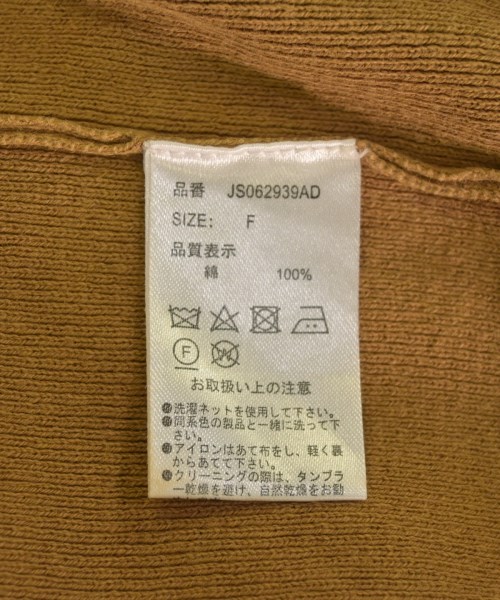 品番 JS062939AD
SIZE: F
品質表示
綿 100%
F W
お取扱い上の注意
●洗濯ネットを使用して下さい。
●同系色の製品と一緒に洗って下
さい。
●アイロンはあて布をし、軽く裏
からあてて下さい。
●クリーニングの際は、タンブラ
ー乾燥を避け、自然乾燥をお勧